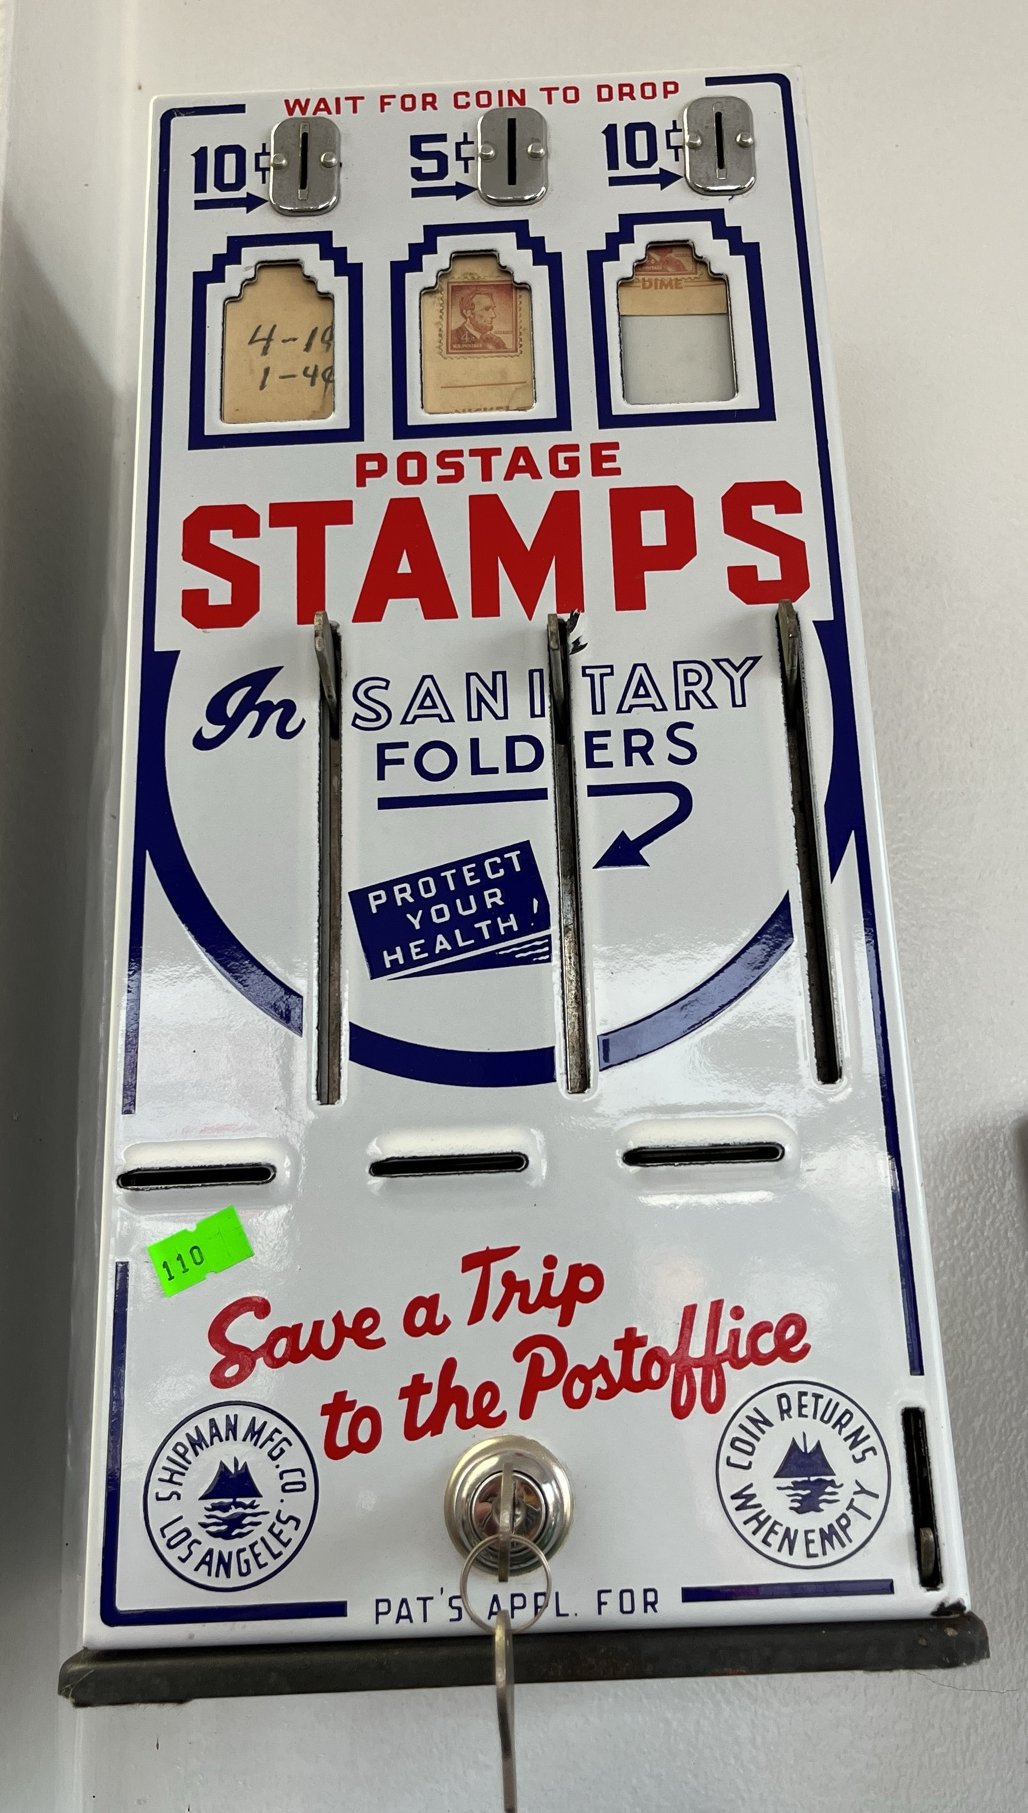 WAIT FOR COIN TO DROP
10¢ 5¢ 10¢
4-1¢
1-4¢
4¢
DIME
POSTAGE
STAMPS
In SANITARY
FOLDERS
PROTECT
YOUR
HEALTH!
110
Save a Trip
to the Postoffice
SHIPMAN MFG. CO.
LOS ANGELES
COIN RETURNS
WHEN EMPTY
PAT'S APPL. FOR